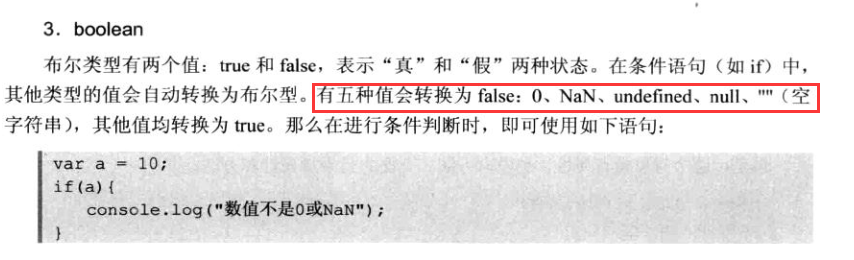 3．boolean
布尔类型有两个值：true 和 false，表示“真”和“假”两种状态。在条件语句（如 if）中，
其他类型的值会自动转换为布尔型。有五种值会转换为 false：0、NaN、undefined、null、""（空
字符串），其他值均转换为 true。那么在进行条件判断时，即可使用如下语句：
var a = 10;
if(a){
console.log("数值不是0或NaN");
}